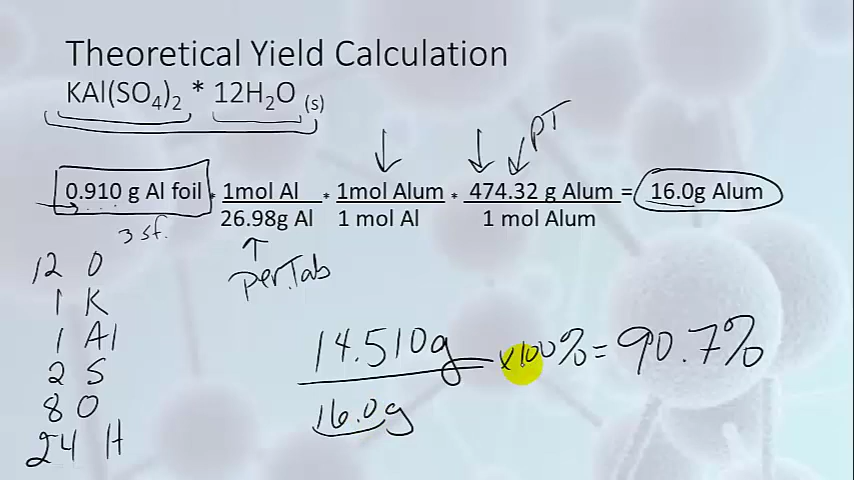 Theoretical Yield Calculation
KAl(SO₄)₂ * 12H₂O (s)
PT
0.910 g Al foil * 1mol Al * 1mol Alum * 474.32 g Alum = 16.0g Alum
26.98g Al 1 mol Al 1 mol Alum
3 sf.
per.Tab
12 O
1 K
1 Al
2 S
8 O
24 H
14.510g x100% = 90.7%
16.0g